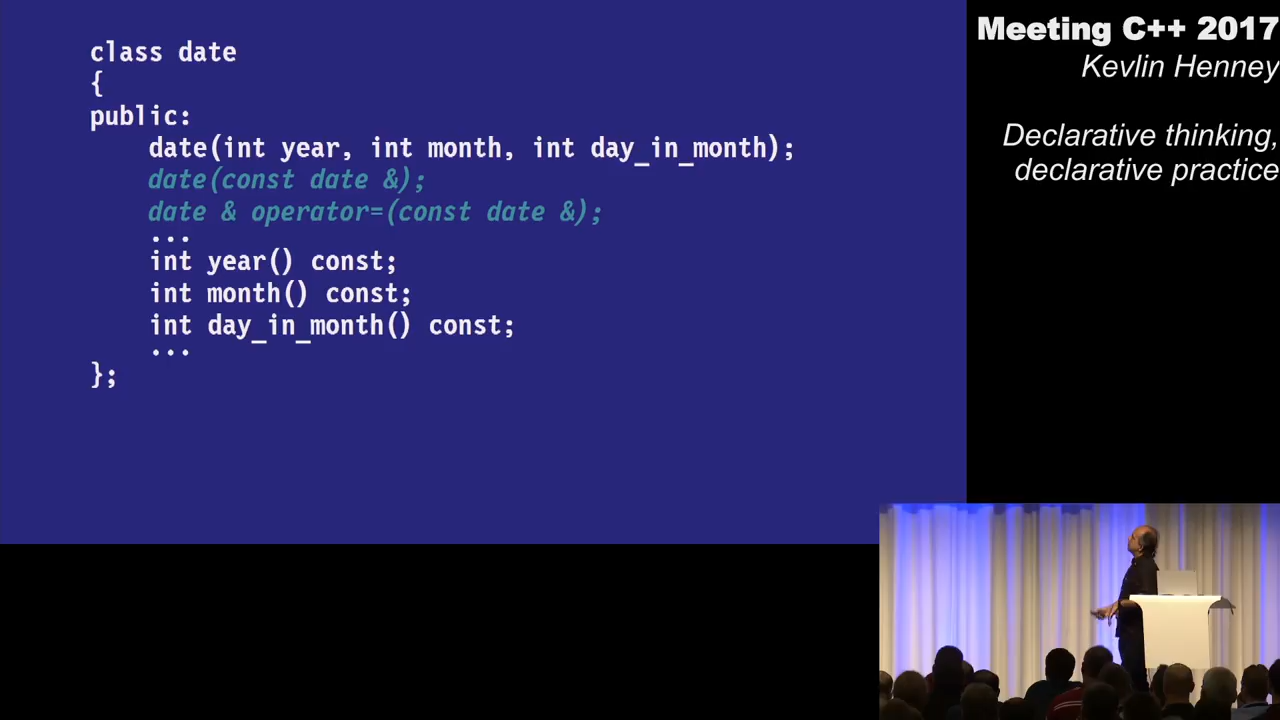 class date
{
public:
date(int year, int month, int day_in_month);
date(const date &);
date & operator=(const date &);
...
int year() const;
int month() const;
int day_in_month() const;
...
};
Meeting C++ 2017
Kevlin Henney
Declarative thinking,
declarative practice